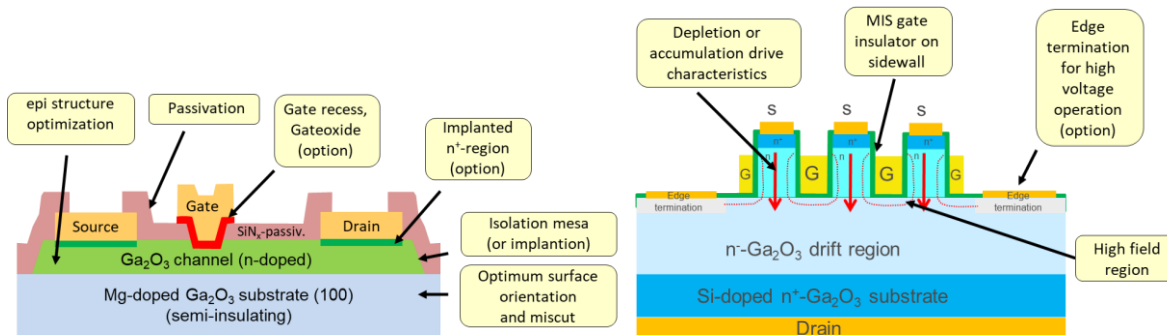 epi structure
optimization
Passivation
Gate recess,
Gateoxide
(option)
Implanted
n⁺-region
(option)
Source
Gate
SiNₓ-passiv.
Drain
Ga₂O₃ channel (n-doped)
Mg-doped Ga₂O₃ substrate (100)
(semi-insulating)
Isolation mesa
(or implantion)
Optimum surface
orientation
and miscut
Depletion or
accumulation drive
characteristics
MIS gate
insulator on
sidewall
Edge
termination
for high
voltage
operation
(option)
S
S
S
n⁺
n⁺
n⁺
n
n
n
G
G
G
G
Edge
termination
Edge
termination
n⁻-Ga₂O₃ drift region
High field
region
Si-doped n⁺-Ga₂O₃ substrate
Drain